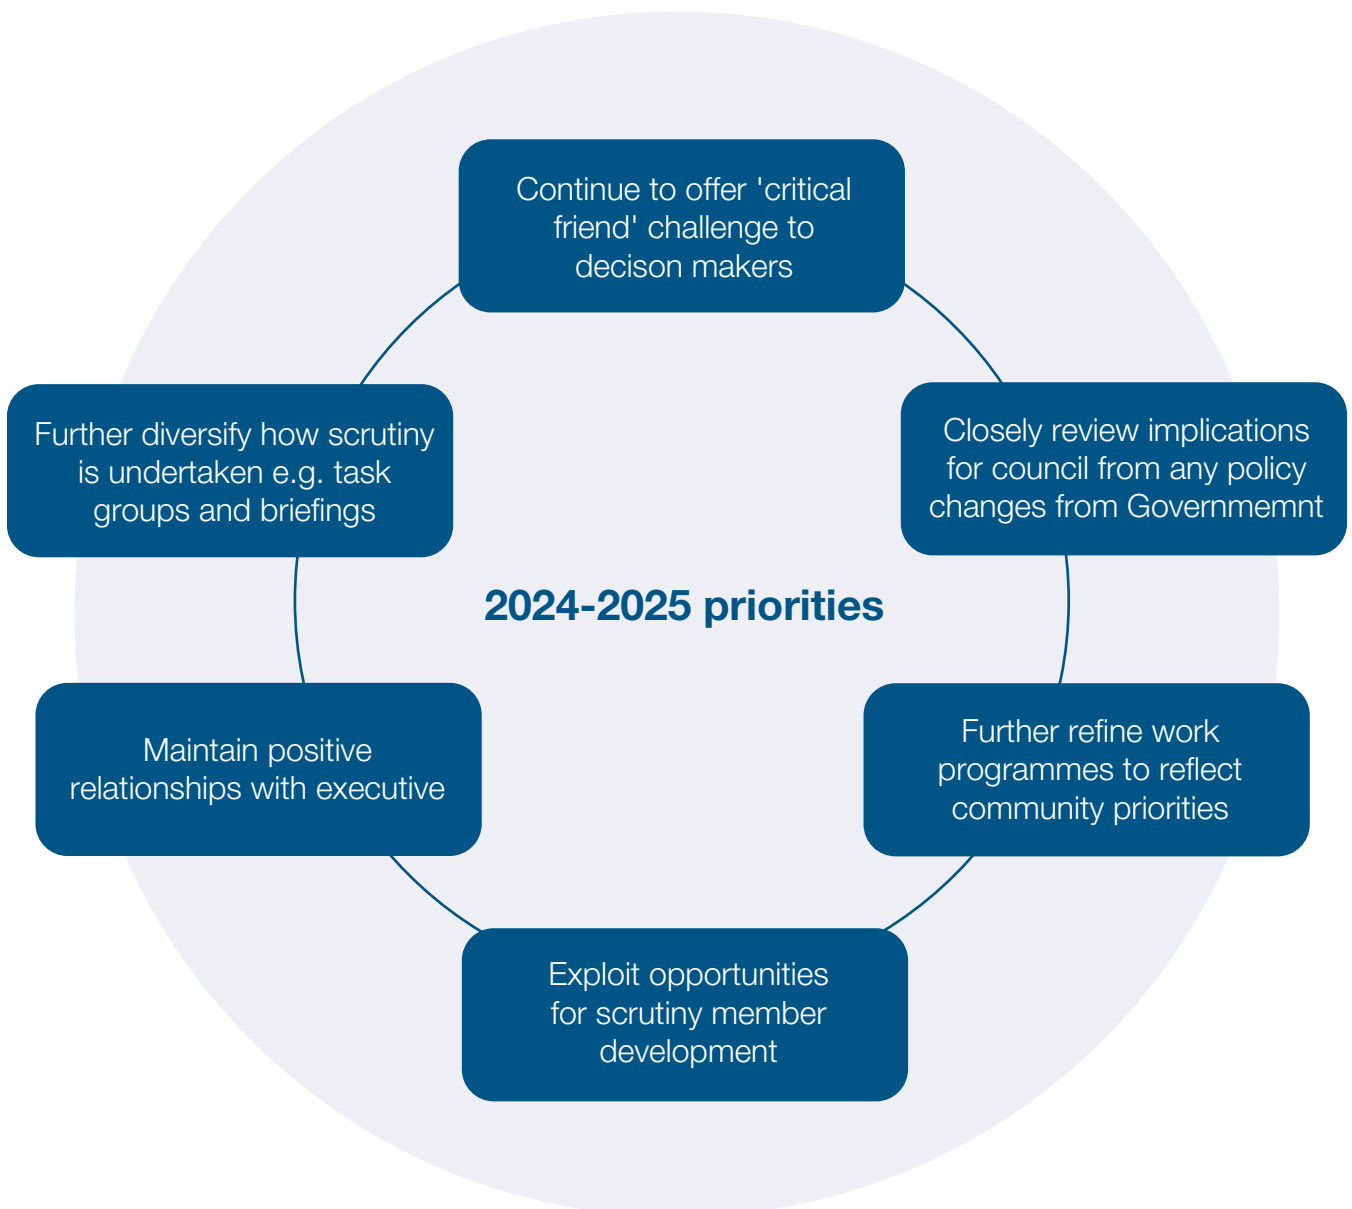 Continue to offer 'critical
friend' challenge to
decison makers
Closely review implications
for council from any policy
changes from Governmemnt
Further refine work
programmes to reflect
community priorities
Exploit opportunities
for scrutiny member
development
Maintain positive
relationships with executive
Further diversify how scrutiny
is undertaken e.g. task
groups and briefings
2024-2025 priorities